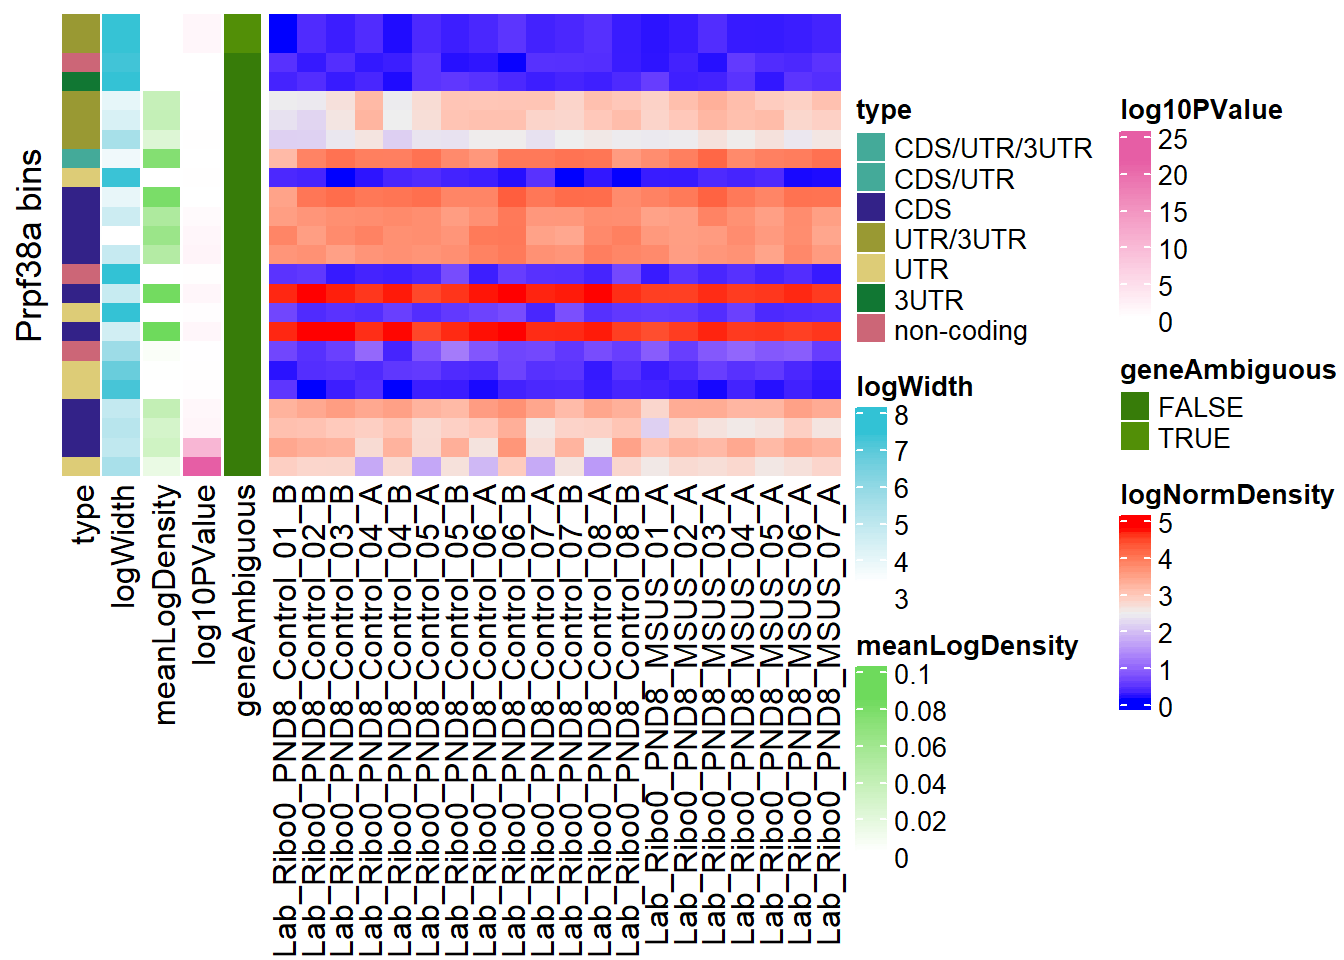 Prpf38a bins
type
logWidth
meanLogDensity
log10PValue
geneAmbiguous
Lab_Ribo0_PND8_Control_01_B
Lab_Ribo0_PND8_Control_02_B
Lab_Ribo0_PND8_Control_03_B
Lab_Ribo0_PND8_Control_04_A
Lab_Ribo0_PND8_Control_04_B
Lab_Ribo0_PND8_Control_05_A
Lab_Ribo0_PND8_Control_05_B
Lab_Ribo0_PND8_Control_06_A
Lab_Ribo0_PND8_Control_06_B
Lab_Ribo0_PND8_Control_07_A
Lab_Ribo0_PND8_Control_07_B
Lab_Ribo0_PND8_Control_08_A
Lab_Ribo0_PND8_Control_08_B
Lab_Ribo0_PND8_MSUS_01_A
Lab_Ribo0_PND8_MSUS_02_A
Lab_Ribo0_PND8_MSUS_03_A
Lab_Ribo0_PND8_MSUS_04_A
Lab_Ribo0_PND8_MSUS_05_A
Lab_Ribo0_PND8_MSUS_06_A
Lab_Ribo0_PND8_MSUS_07_A
type
CDS/UTR/3UTR
CDS/UTR
CDS
UTR/3UTR
UTR
3UTR
non-coding
logWidth
8
7
6
5
4
3
meanLogDensity
0.1
0.08
0.06
0.04
0.02
0
log10PValue
25
20
15
10
5
0
geneAmbiguous
FALSE
TRUE
logNormDensity
5
4
3
2
1
0